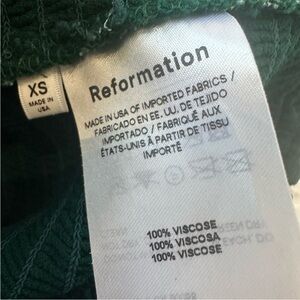 XS
MADE IN
USA
Reformation
MADE IN USA OF IMPORTED FABRICS /
FABRICADO EN EE. UU. DE TEJIDO
IMPORTADO / FABRIQUÉ AUX
ÉTATS-UNIS À PARTIR DE TISSU
IMPORTÉ
100% VISCOSE
100% VISCOSA
100% VISCOSE